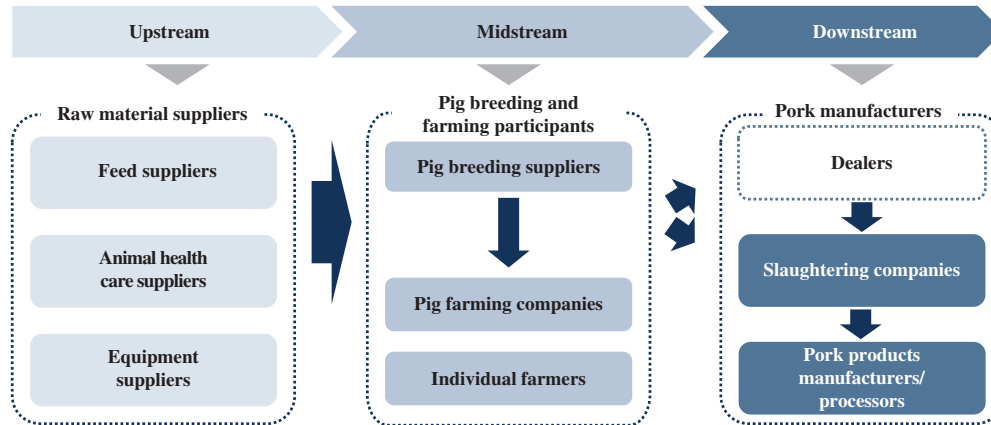 Upstream
Midstream
Downstream
Raw material suppliers
Feed suppliers
Animal health
care suppliers
Equipment
suppliers
Pig breeding and
farming participants
Pig breeding suppliers
Pig farming companies
Individual farmers
Pork manufacturers
Dealers
Slaughtering companies
Pork products
manufacturers/
processors